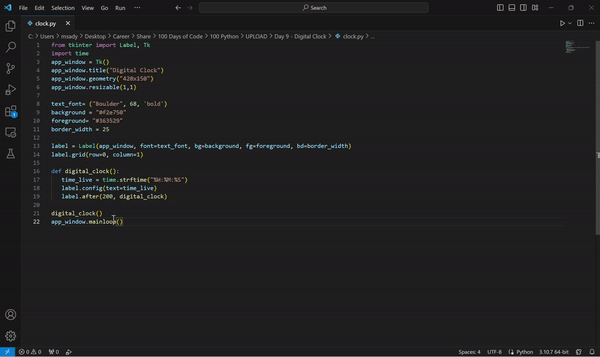 File Edit Selection View Go Run ... Search
clock.py
C: > Users > msady > Desktop > Career > Share > 100 Days of Code > 100 Python > UPLOAD > Day 9 - Digital Clock > clock.py > ...
1 from tkinter import Label, Tk
2 import time
3 app_window = Tk()
4 app_window.title("Digital Clock")
5 app_window.geometry("420x150")
6 app_window.resizable(1,1)
7
8 text_font= ("Boulder", 68, 'bold')
9 background = "#f2e750"
10 foreground= "#363529"
11 border_width = 25
12
13 label = Label(app_window, font=text_font, bg=background, fg=foreground, bd=border_width)
14 label.grid(row=0, column=1)
15
16 def digital_clock():
17 time_live = time.strftime("%H:%M:%S")
18 label.config(text=time_live)
19 label.after(200, digital_clock)
20
21 digital_clock()
22 app_window.mainloop()
0 0 0 Spaces: 4 UTF-8 Python 3.10.7 64-bit